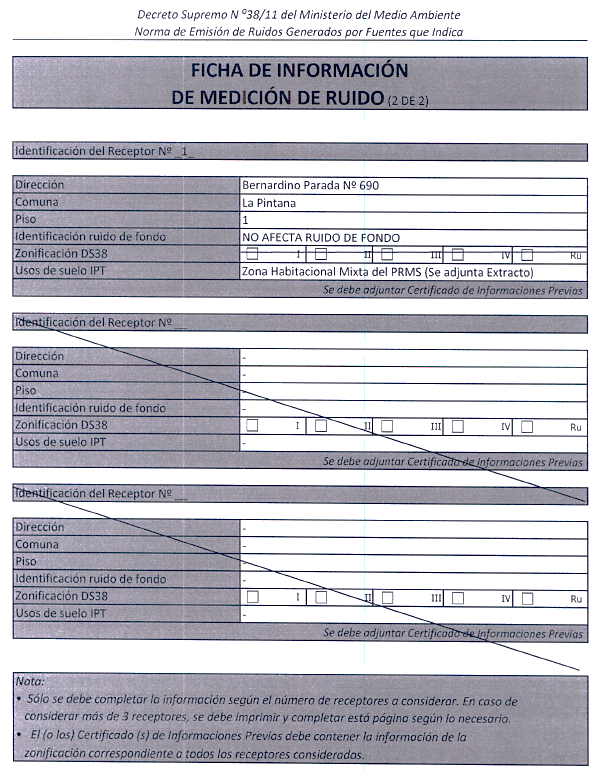 Decreto Supremo N º38/11 del Ministerio del Medio Ambiente
Norma de Emisión de Ruidos Generados por Fuentes que Indica
FICHA DE INFORMACIÓN
DE MEDICIÓN DE RUIDO (2 DE 2)
Identificación del Receptor Nº _1_
Dirección Bernardino Parada Nº 690
Comuna La Pintana
Piso 1
Identificación ruido de fondo NO AFECTA RUIDO DE FONDO
Zonificación DS38 I II III IV Ru
Usos de suelo IPT Zona Habitacional Mixta del PRMS (Se adjunta Extracto)
Se debe adjuntar Certificado de Informaciones Previas
Identificación del Receptor Nº __
Dirección -
Comuna -
Piso -
Identificación ruido de fondo -
Zonificación DS38 I II III IV Ru
Usos de suelo IPT -
Se debe adjuntar Certificado de Informaciones Previas
Identificación del Receptor Nº __
Dirección -
Comuna -
Piso -
Identificación ruido de fondo -
Zonificación DS38 I II III IV Ru
Usos de suelo IPT -
Se debe adjuntar Certificado de Informaciones Previas
Nota:
• Sólo se debe completar la información según el número de receptores a considerar. En caso de
considerar más de 3 receptores, se debe imprimir y completar está página según lo necesario.
• El (o los) Certificado (s) de Informaciones Previas debe contener la información de la
zonificación correspondiente a todos los receptores considerados.